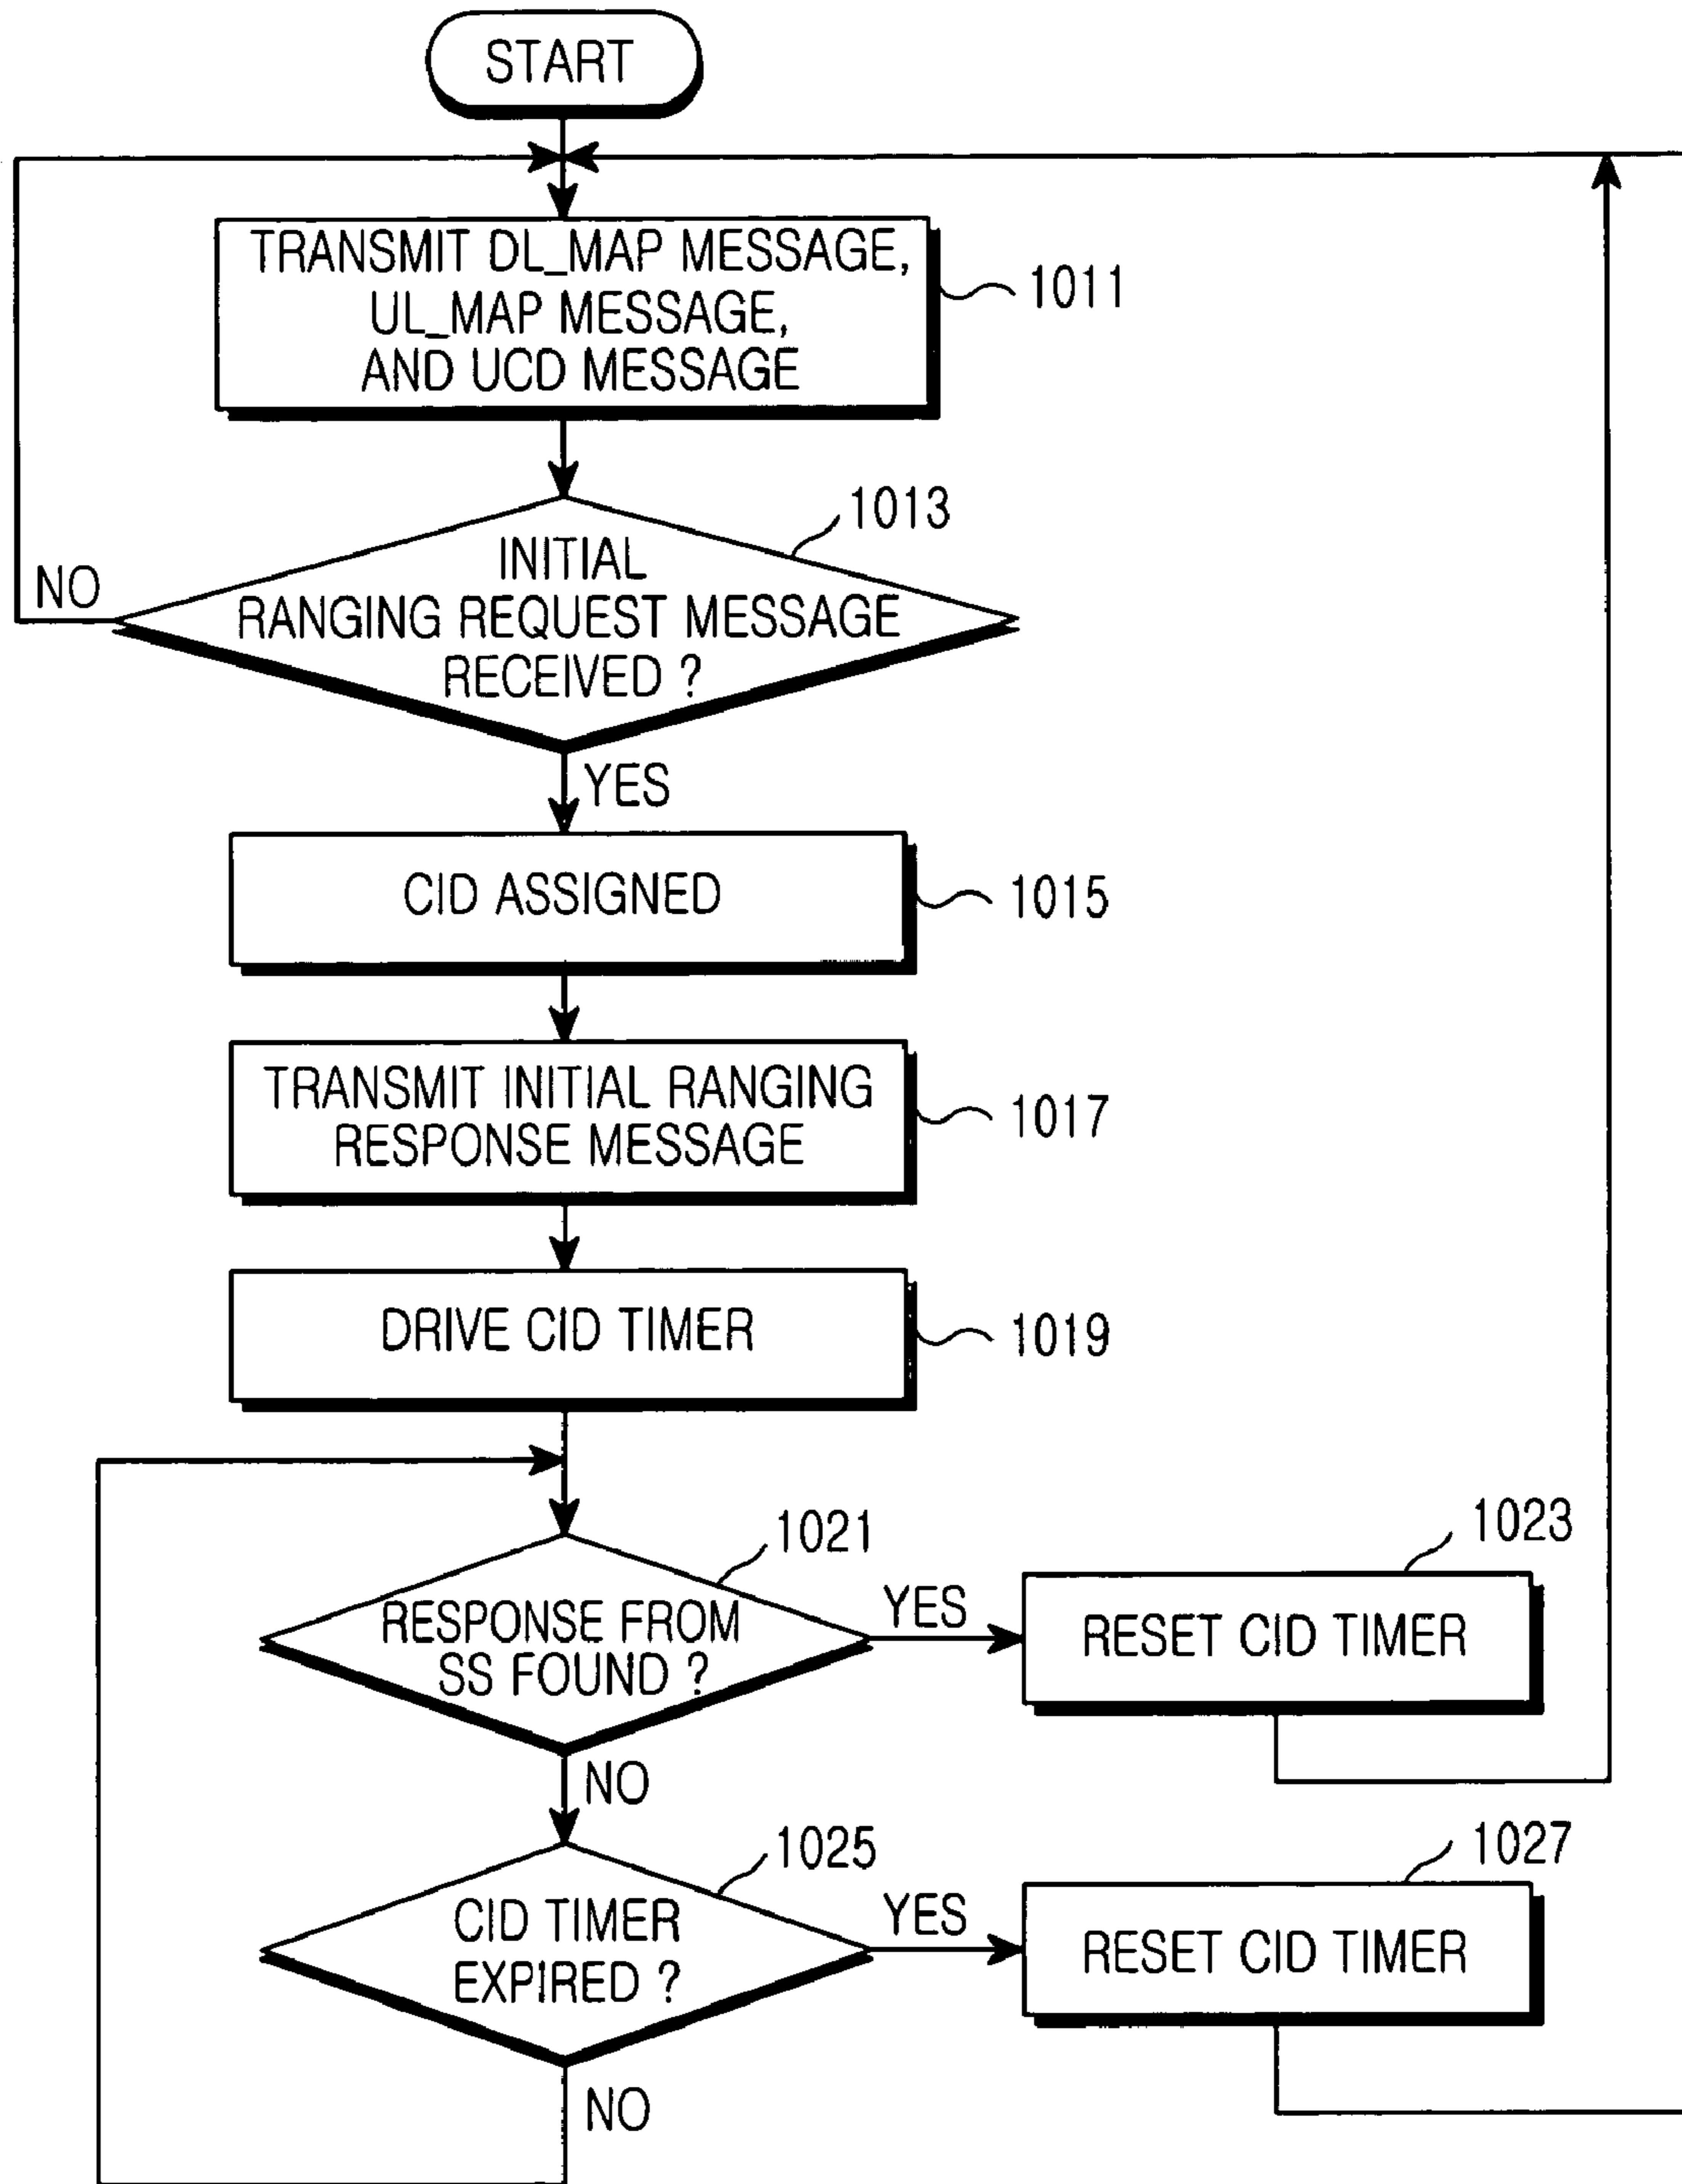 START
TRANSMIT DL_MAP MESSAGE,
UL_MAP MESSAGE,
AND UCD MESSAGE
1011
1013
INITIAL
RANGING REQUEST MESSAGE
RECEIVED ?
NO
YES
CID ASSIGNED
1015
TRANSMIT INITIAL RANGING
RESPONSE MESSAGE
1017
DRIVE CID TIMER
1019
1021
RESPONSE FROM
SS FOUND ?
YES
1023
RESET CID TIMER
NO
1025
CID TIMER
EXPIRED ?
YES
1027
RESET CID TIMER
NO